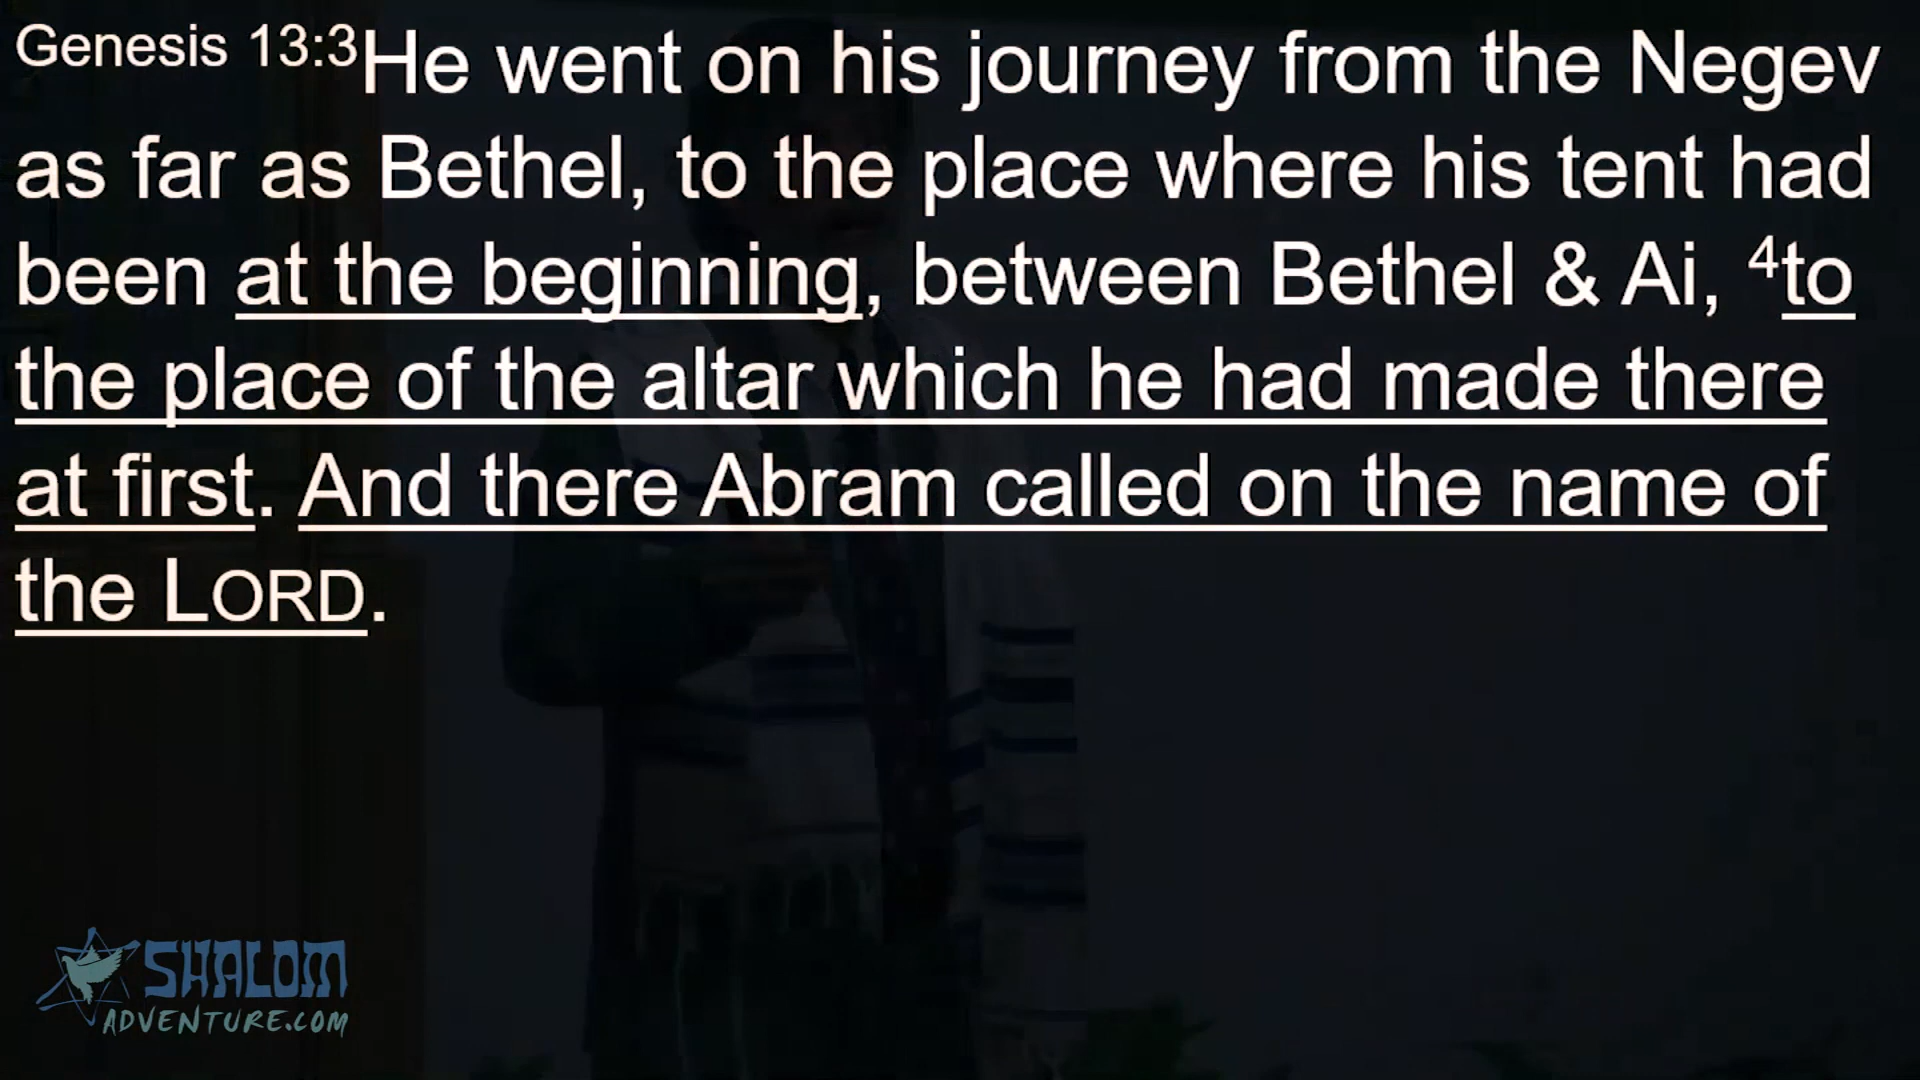 Genesis 13:3He went on his journey from the Negev
as far as Bethel, to the place where his tent had
been at the beginning, between Bethel & Ai, 4to
the place of the altar which he had made there
at first. And there Abram called on the name of
the LORD.
SHALOM
ADVENTURE.COM